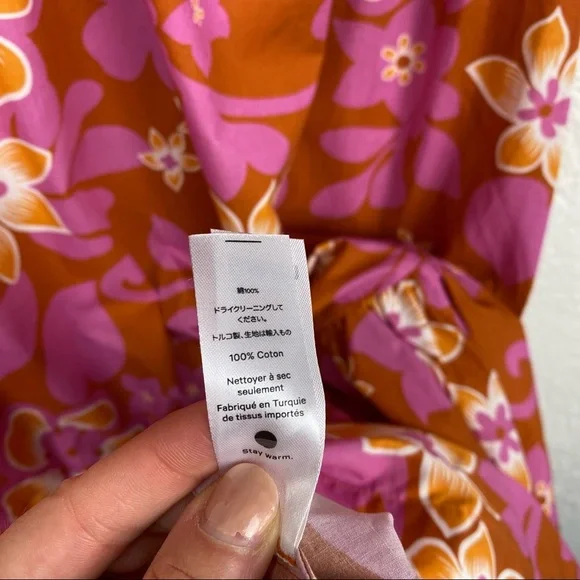 綿100%
ドライクリーニングして
ください。
トルコ製、生地は輸入もの
100% Coton
Nettoyer à sec
seulement
Fabriqué en Turquie
de tissus importés
Stay warm.